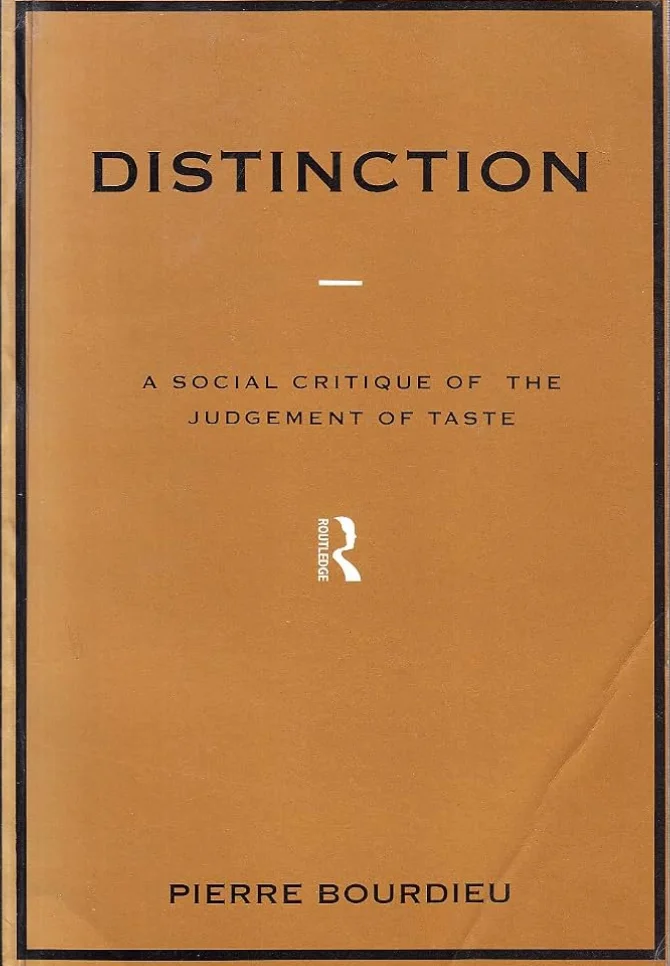 DISTINCTION
A SOCIAL CRITIQUE OF THE
JUDGEMENT OF TASTE
ROUTLEDGE
PIERRE BOURDIEU